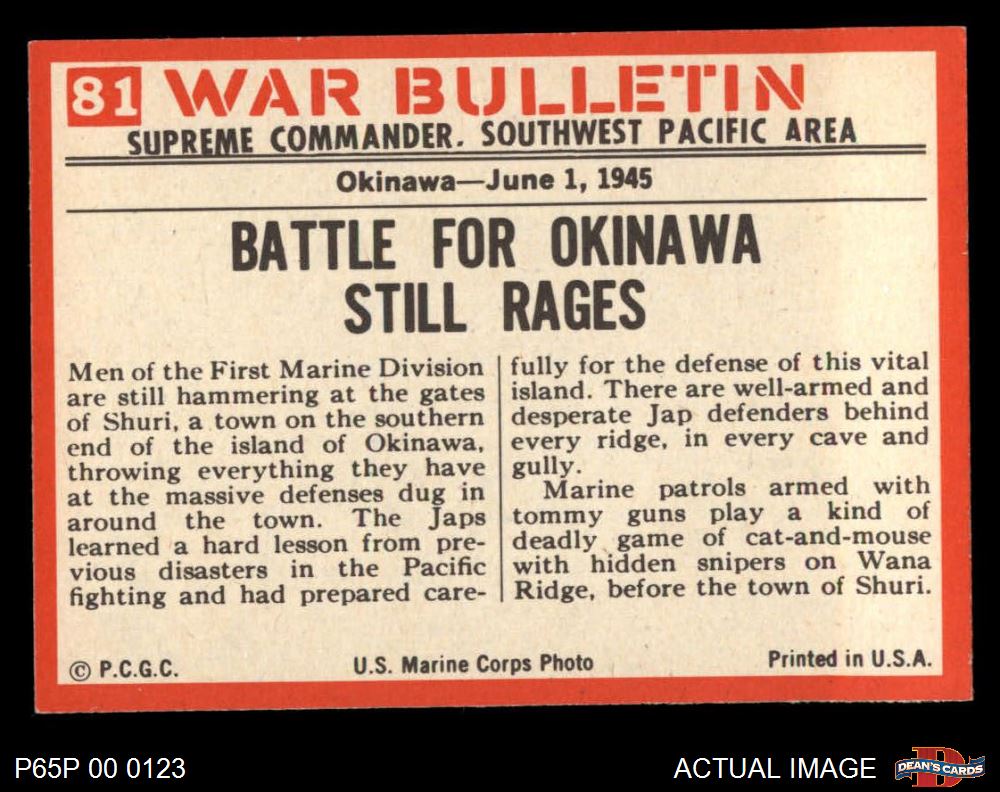 81 WAR BULLETIN
SUPREME COMMANDER. SOUTHWEST PACIFIC AREA
Okinawa—June 1, 1945
BATTLE FOR OKINAWA
STILL RAGES
Men of the First Marine Division
are still hammering at the gates
of Shuri, a town on the southern
end of the island of Okinawa,
throwing everything they have
at the massive defenses dug in
around the town. The Japs
learned a hard lesson from pre-
vious disasters in the Pacific
fighting and had prepared care-
fully for the defense of this vital
island. There are well-armed and
desperate Jap defenders behind
every ridge, in every cave and
gully.
Marine patrols armed with
tommy guns play a kind of
deadly game of cat-and-mouse
with hidden snipers on Wana
Ridge, before the town of Shuri.
© P.C.G.C.
U.S. Marine Corps Photo
Printed in U.S.A.
P65P 00 0123
ACTUAL IMAGE
D
DEAN'S CARDS